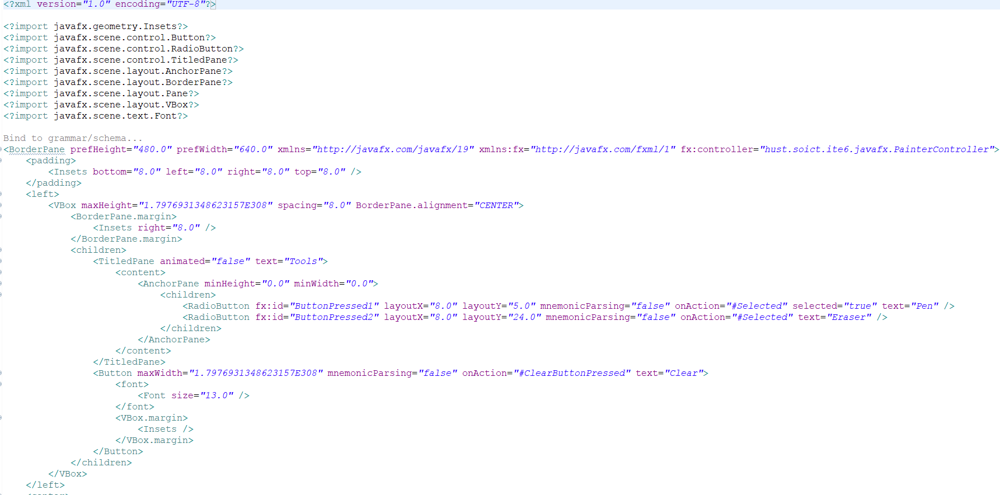 <?xml version="1.0" encoding="UTF-8"?>
<?import javafx.geometry.Insets?>
<?import javafx.scene.control.Button?>
<?import javafx.scene.control.RadioButton?>
<?import javafx.scene.control.TitledPane?>
<?import javafx.scene.layout.AnchorPane?>
<?import javafx.scene.layout.BorderPane?>
<?import javafx.scene.layout.Pane?>
<?import javafx.scene.layout.VBox?>
<?import javafx.scene.text.Font?>
Bind to grammar/schema...
<BorderPane prefHeight="480.0" prefWidth="640.0" xmlns="http://javafx.com/javafx/19" xmlns:fx="http://javafx.com/fxml/1" fx:controller="hust.soict.ite6.javafx.PainterController">
<padding>
<Insets bottom="8.0" left="8.0" right="8.0" top="8.0" />
</padding>
<left>
<VBox maxHeight="1.7976931348623157E308" spacing="8.0" BorderPane.alignment="CENTER">
<BorderPane.margin>
<Insets right="8.0" />
</BorderPane.margin>
<children>
<TitledPane animated="false" text="Tools">
<content>
<AnchorPane minHeight="0.0" minWidth="0.0">
<children>
<RadioButton fx:id="ButtonPressed1" layoutX="8.0" layoutY="5.0" mnemonicParsing="false" onAction="#Selected" selected="true" text="Pen" />
<RadioButton fx:id="ButtonPressed2" layoutX="8.0" layoutY="24.0" mnemonicParsing="false" onAction="#Selected" text="Eraser" />
</children>
</AnchorPane>
</content>
</TitledPane>
<Button maxWidth="1.7976931348623157E308" mnemonicParsing="false" onAction="#ClearButtonPressed" text="Clear">
<font>
<Font size="13.0" />
</font>
<VBox.margin>
<Insets />
</VBox.margin>
</Button>
</children>
</VBox>
</left>